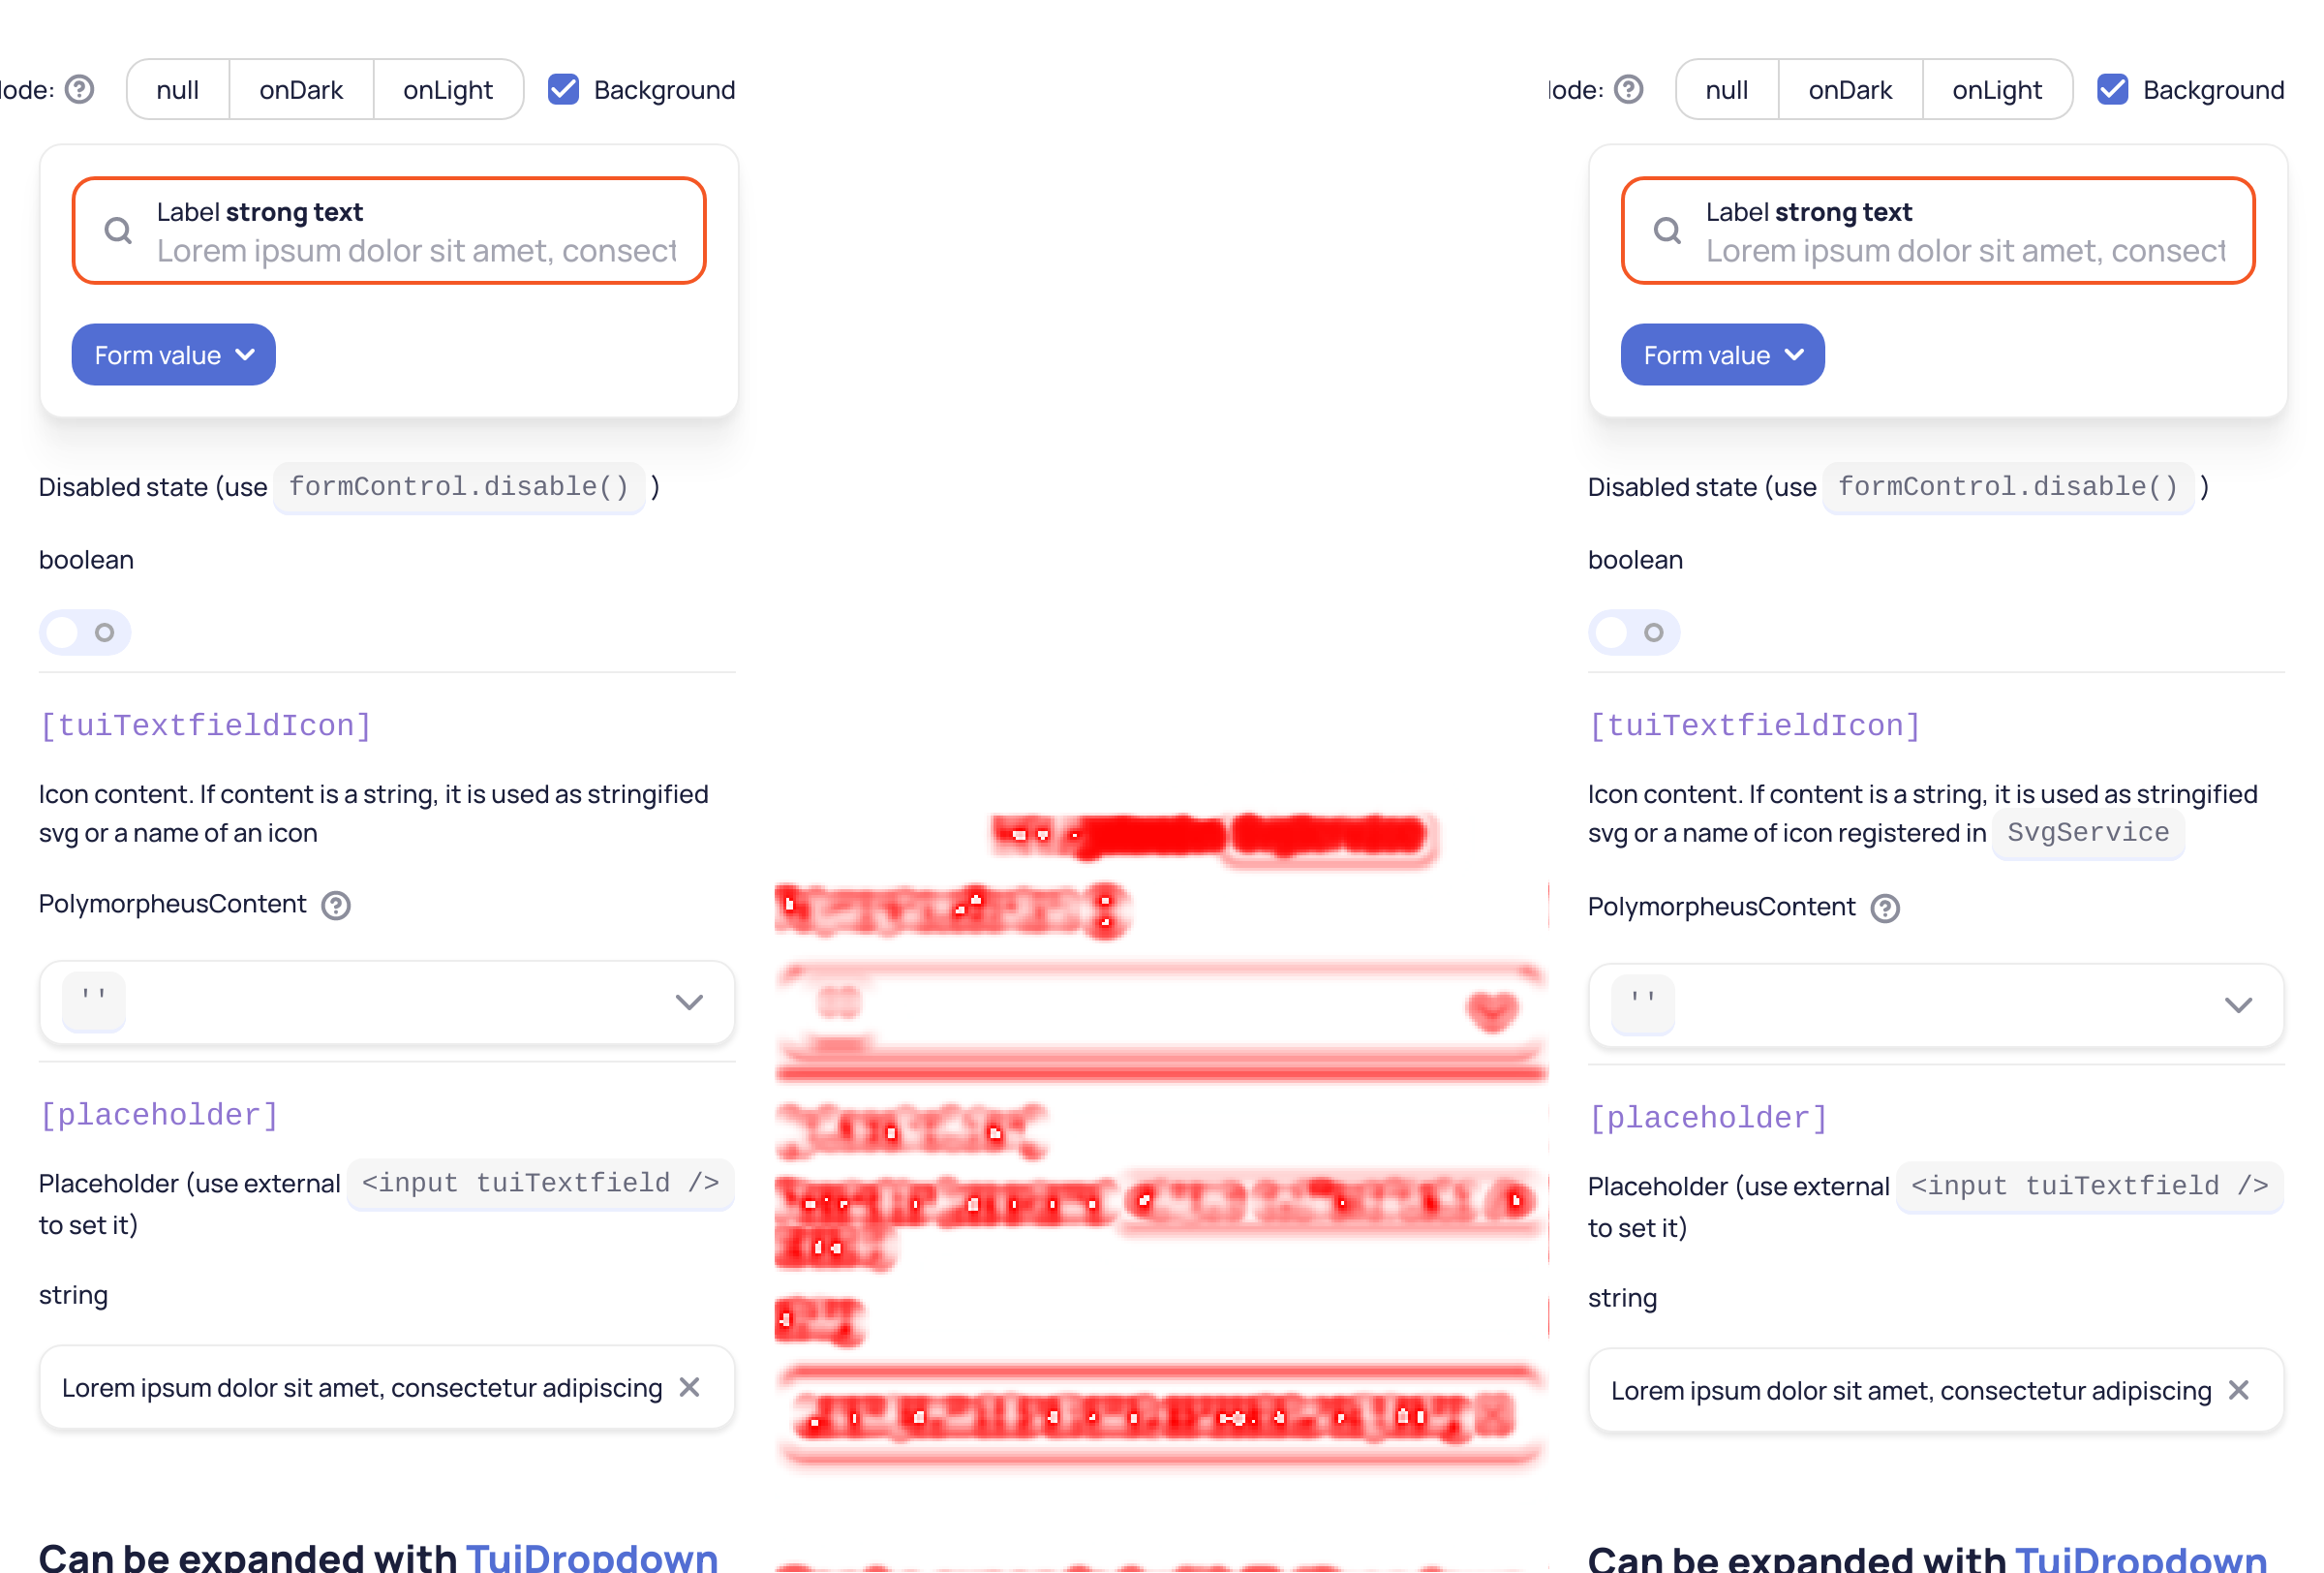 lode:
null
onDark
onLight
Background
Label strong text
Lorem ipsum dolor sit amet, consect
Form value
Disabled state (use formControl.disable() )
boolean
[tuiTextfieldIcon]
Icon content. If content is a string, it is used as stringified
svg or a name of an icon
PolymorpheusContent
''
[placeholder]
Placeholder (use external <input tuiTextfield />
to set it)
string
Lorem ipsum dolor sit amet, consectetur adipiscing
Can be expanded with TuiDropdown
lode:
null
onDark
onLight
Background
Label strong text
Lorem ipsum dolor sit amet, consect
Form value
Disabled state (use formControl.disable() )
boolean
[tuiTextfieldIcon]
Icon content. If content is a string, it is used as stringified
svg or a name of icon registered in SvgService
PolymorpheusContent
''
[placeholder]
Placeholder (use external <input tuiTextfield />
to set it)
string
Lorem ipsum dolor sit amet, consectetur adipiscing
Can be expanded with TuiDropdown